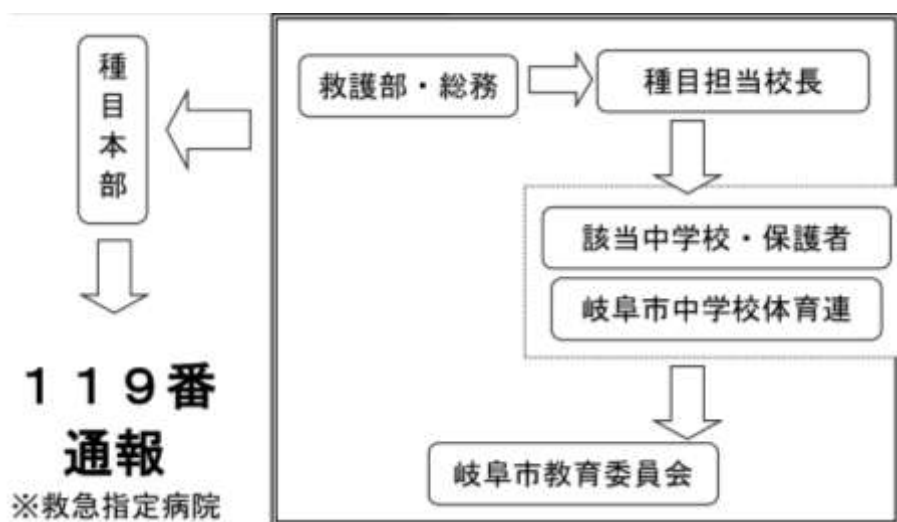 種目本部
救護部・総務
種目担当校長
該当中学校・保護者
岐阜市中学校体育連
岐阜市教育委員会
119番
通報
※救急指定病院